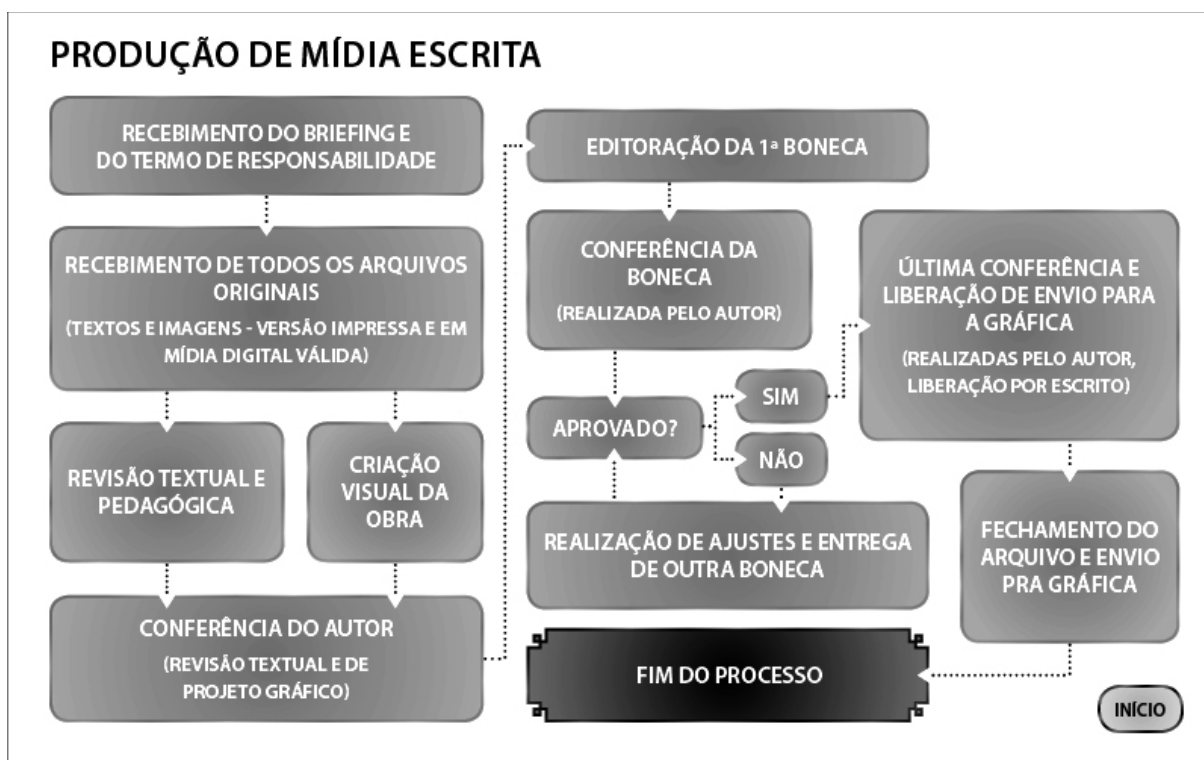 PRODUÇÃO DE MÍDIA ESCRITA
RECEBIMENTO DO BRIEFING E
DO TERMO DE RESPONSABILIDADE
RECEBIMENTO DE TODOS OS ARQUIVOS
ORIGINAIS
(TEXTOS E IMAGENS - VERSÃO IMPRESSA E EM
MÍDIA DIGITAL VÁLIDA)
REVISÃO TEXTUAL E
PEDAGÓGICA
CRIAÇÃO
VISUAL DA
OBRA
CONFERÊNCIA DO AUTOR
(REVISÃO TEXTUAL E DE
PROJETO GRÁFICO)
EDITORAÇÃO DA 1ª BONECA
CONFERÊNCIA DA
BONECA
(REALIZADA PELO AUTOR)
APROVADO?
SIM
NÃO
REALIZAÇÃO DE AJUSTES E ENTREGA
DE OUTRA BONECA
ÚLTIMA CONFERÊNCIA E
LIBERAÇÃO DE ENVIO PARA
A GRÁFICA
(REALIZADAS PELO AUTOR,
LIBERAÇÃO POR ESCRITO)
FECHAMENTO DO
ARQUIVO E ENVIO
PRA GRÁFICA
FIM DO PROCESSO
INÍCIO